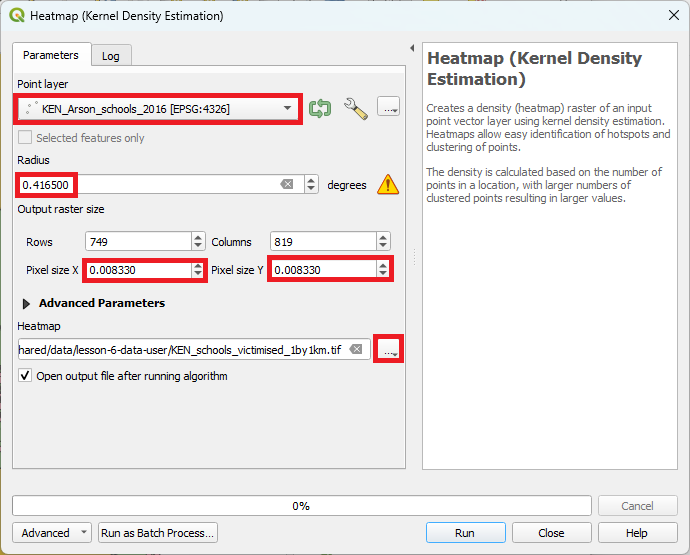 Heatmap (Kernel Density Estimation)
Parameters
Log
Point layer
KEN_Arson_schools_2016 [EPSG:4326]
...
Selected features only
Radius
0.416500
degrees
Output raster size
Rows
749
Columns
819
Pixel size X
0.008330
Pixel size Y
0.008330
Advanced Parameters
Heatmap
hared/data/lesson-6-data-user/KEN_schools_victimised_1by1km.tif
...
Open output file after running algorithm
Heatmap (Kernel Density
Estimation)
Creates a density (heatmap) raster of an input
point vector layer using kernel density estimation.
Heatmaps allow easy identification of hotspots and
clustering of points.
The density is calculated based on the number of
points in a location, with larger numbers of
clustered points resulting in larger values.
0%
Cancel
Advanced
Run as Batch Process...
Run
Close
Help